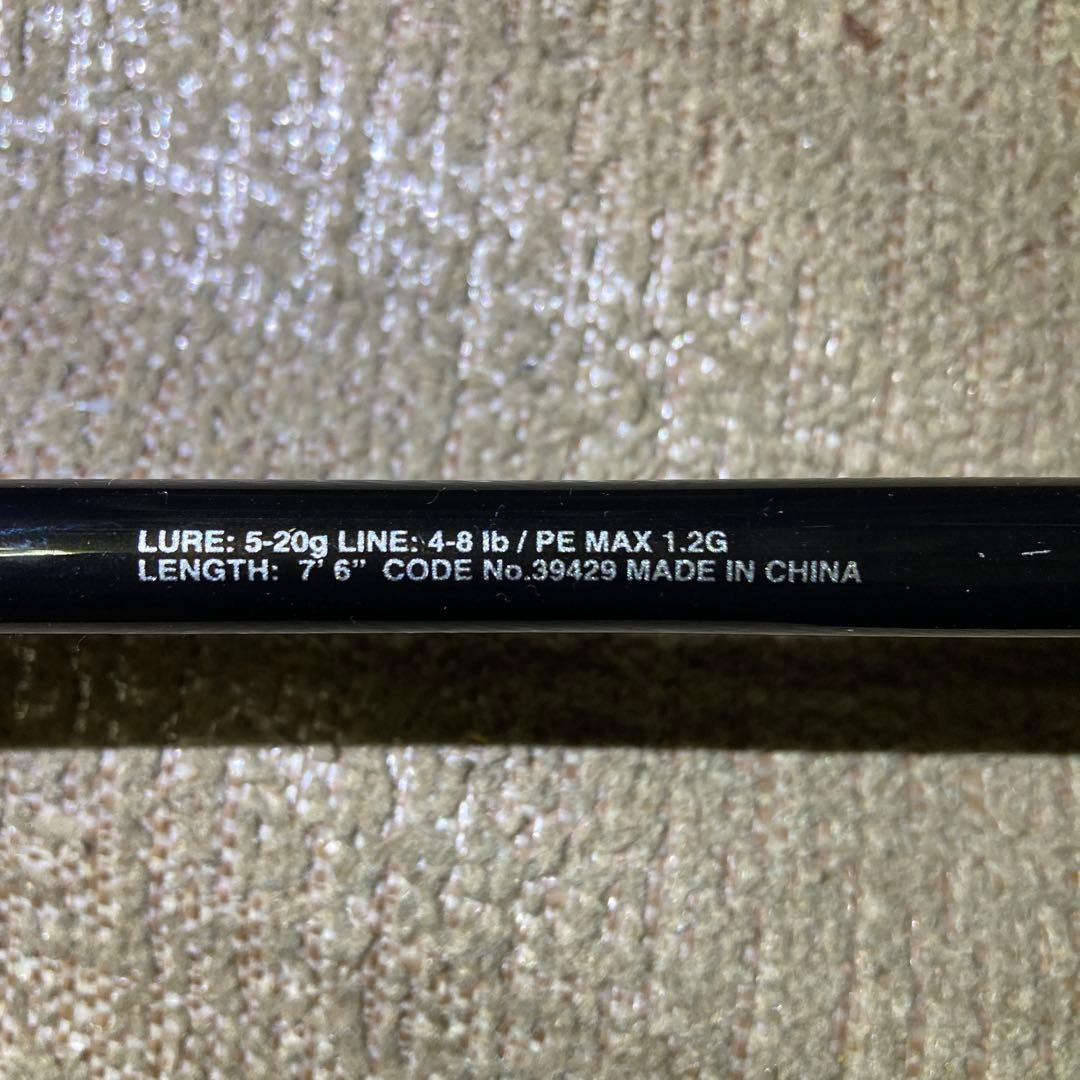 LURE: 5-20g LINE: 4-8 lb / PE MAX 1.2G
LENGTH: 7' 6" CODE No.39429 MADE IN CHINA